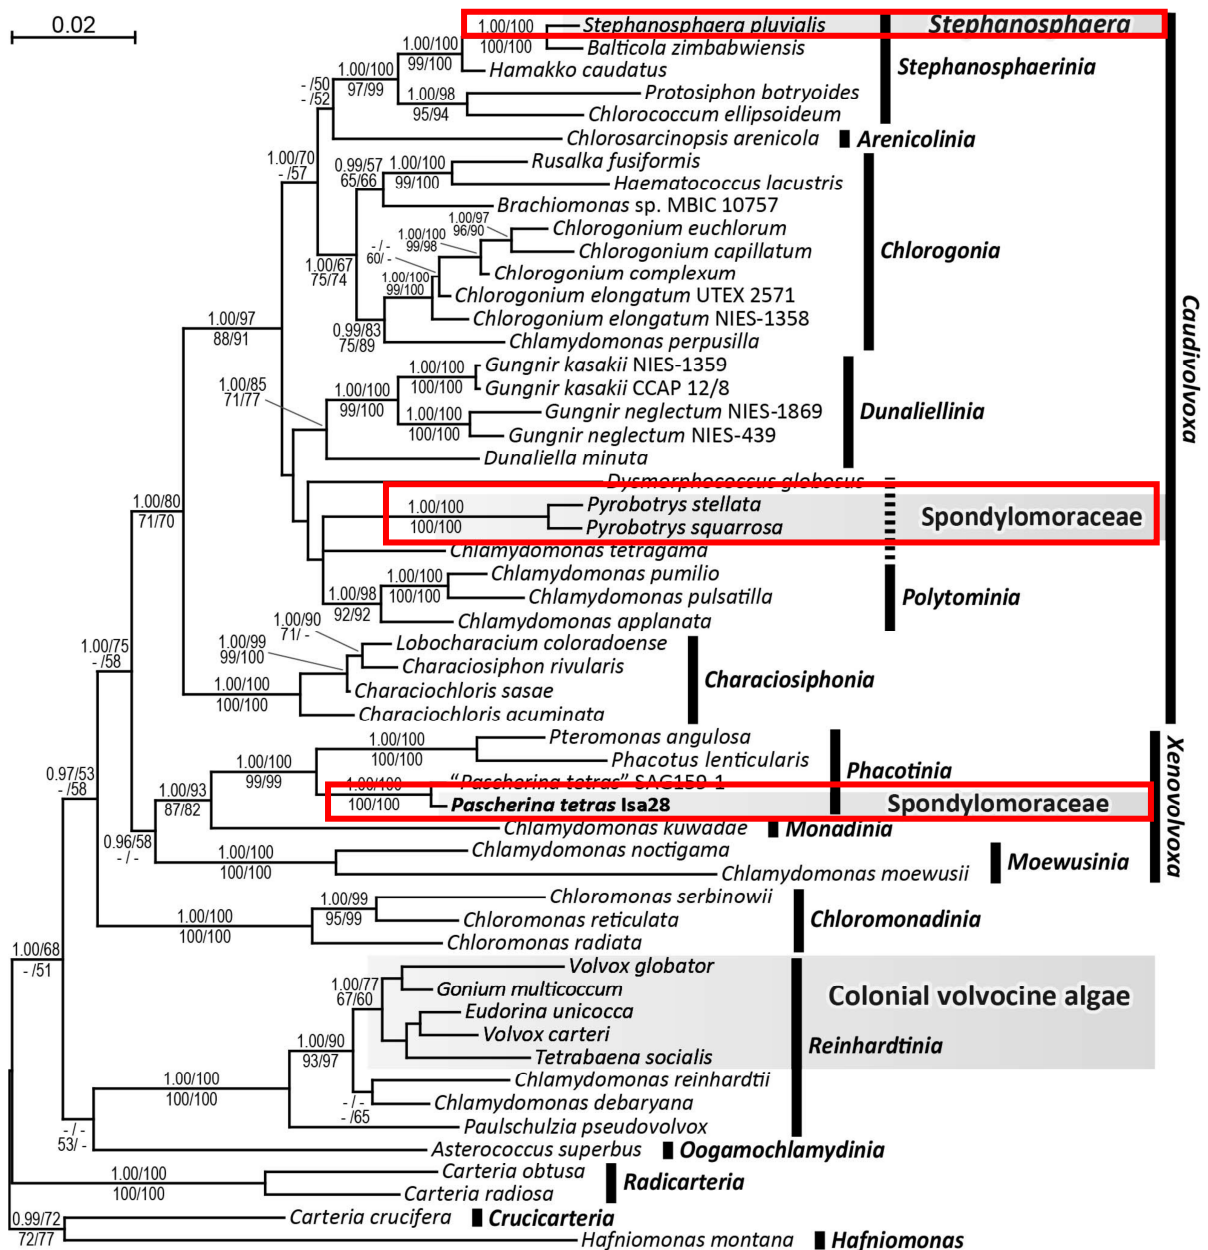 0.02
1.00/100
Stephanosphaera pluvialis
Stephanosphaera
1.00/100
100/100
Balticola zimbabwiensis
99/100
Hamakko caudatus
Stephanosphaerinia
1.00/100
97/99
- /50
- /52
1.00/98
95/94
Protosiphon botryoides
Chlorococcum ellipsoideum
Chlorosarcinopsis arenicola
Arenicolinia
1.00/70
- /57
0.99/57
65/66
1.00/100
99/100
Rusalka fusiformis
Haematococcus lacustris
Brachiomonas sp. MBIC 10757
1.00/97
96/90
Chlorogonium euchlorum
1.00/100
99/98
Chlorogonium capillatum
Chlorogonia
- / -
60/ -
Chlorogonium complexum
1.00/67
75/74
1.00/100
99/100
Chlorogonium elongatum UTEX 2571
Chlorogonium elongatum NIES-1358
0.99/83
75/89
Chlamydomonas perpusilla
1.00/97
88/91
Caudivolvoxa
Gungnir kasakii NIES-1359
1.00/100
100/100
Gungnir kasakii CCAP 12/8
1.00/85
71/77
1.00/100
99/100
1.00/100
100/100
Gungnir neglectum NIES-1869
Dunaliellinia
Gungnir neglectum NIES-439
Dunaliella minuta
Dysmorphococcus globosus
1.00/80
71/70
1.00/100
100/100
Pyrobotrys stellata
Spondylomoraceae
Pyrobotrys squarrosa
Chlamydomonas tetragama
1.00/100
100/100
Chlamydomonas pumilio
1.00/98
92/92
Chlamydomonas pulsatilla
Polytominia
Chlamydomonas applanata
1.00/90
71/ -
1.00/99
99/100
Lobocharacium coloradoense
Characiosiphon rivularis
1.00/75
- /58
1.00/100
100/100
Characiochloris sasae
Characiosiphonia
Characiochloris acuminata
1.00/100
100/100
Pteromonas angulosa
Phacotus lenticularis
Xenovolvoxa
1.00/100
99/99
Phacotinia
0.97/53
- /58
1.00/93
87/82
1.00/100
100/100
"Pascherina tetras" SAG159-1
Pascherina tetras Isa28
Spondylomoraceae
Chlamydomonas kuwadae
Monadinia
0.96/58
- / -
1.00/100
100/100
Chlamydomonas noctigama
Moewusinia
Chlamydomonas moewusii
1.00/100
100/100
1.00/99
95/99
Chloromonas serbinowii
Chloromonas reticulata
Chloromonadinia
Chloromonas radiata
1.00/68
- /51
1.00/77
67/60
Volvox globator
Gonium multicoccum
Colonial volvocine algae
Eudorina unicocca
Volvox carteri
1.00/90
93/97
Tetrabaena socialis
Reinhardtinia
1.00/100
100/100
- / -
- /65
Chlamydomonas reinhardtii
Chlamydomonas debaryana
Paulschulzia pseudovolvox
- / -
53/ -
Asterococcus superbus
Oogamochlamydinia
1.00/100
100/100
Carteria obtusa
Radicarteria
Carteria radiosa
0.99/72
72/77
Carteria crucifera
Crucicarteria
Hafniomonas montana
Hafniomonas